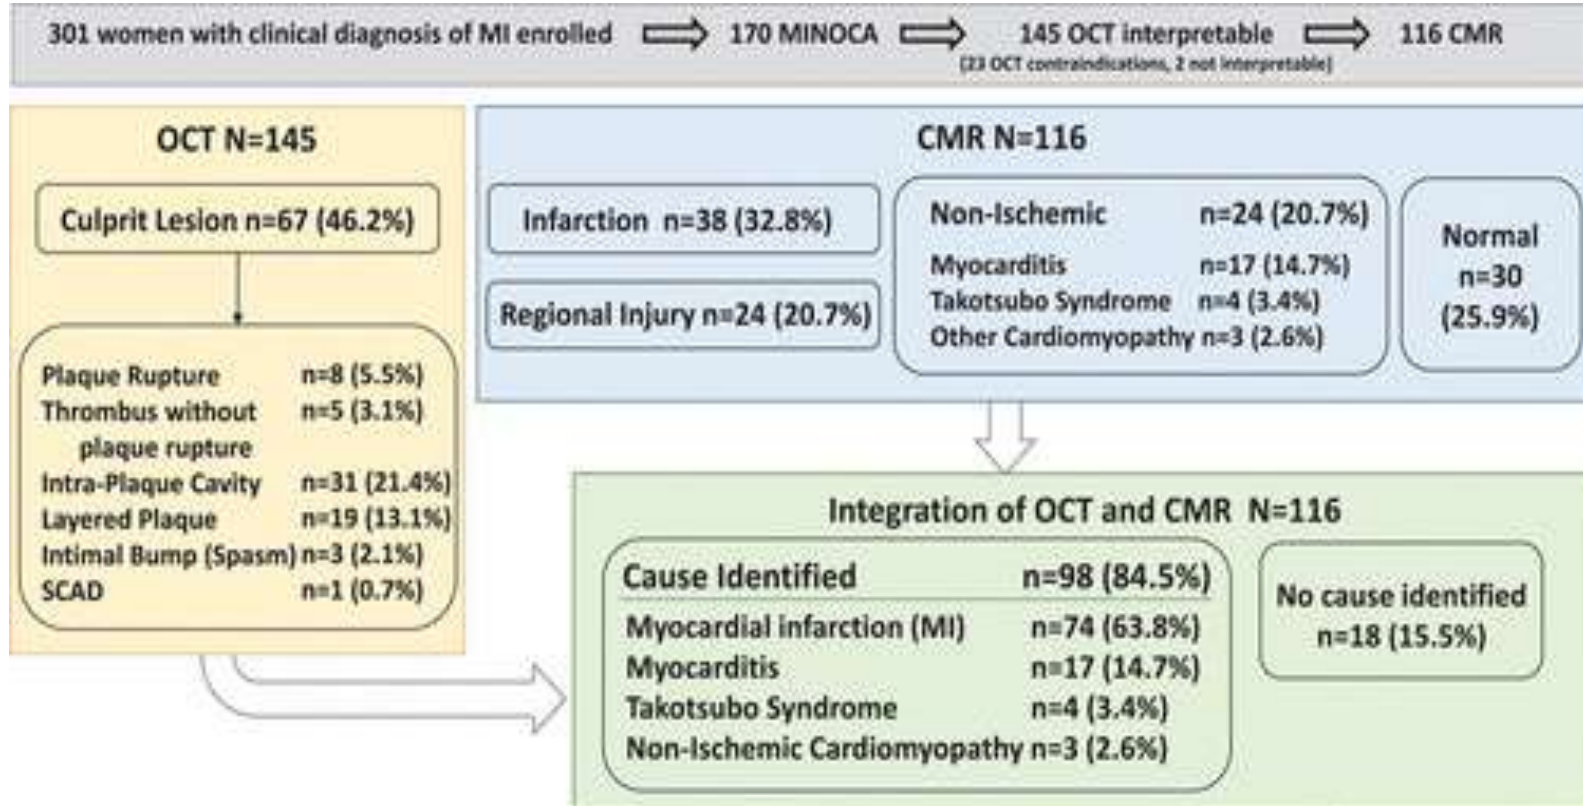 301 women with clinical diagnosis of MI enrolled 170 MINOCA 145 OCT interpretable 116 CMR
(23 OCT contraindications, 2 not interpretable)
OCT N=145
Culprit Lesion n=67 (46.2%)
Plaque Rupture n=8 (5.5%)
Thrombus without n=5 (3.1%)
plaque rupture
Intra-Plaque Cavity n=31 (21.4%)
Layered Plaque n=19 (13.1%)
Intimal Bump (Spasm) n=3 (2.1%)
SCAD n=1 (0.7%)
CMR N=116
Infarction n=38 (32.8%)
Regional Injury n=24 (20.7%)
Non-Ischemic n=24 (20.7%)
Myocarditis n=17 (14.7%)
Takotsubo Syndrome n=4 (3.4%)
Other Cardiomyopathy n=3 (2.6%)
Normal
n=30
(25.9%)
Integration of OCT and CMR N=116
Cause Identified n=98 (84.5%)
Myocardial infarction (MI) n=74 (63.8%)
Myocarditis n=17 (14.7%)
Takotsubo Syndrome n=4 (3.4%)
Non-Ischemic Cardiomyopathy n=3 (2.6%)
No cause identified
n=18 (15.5%)